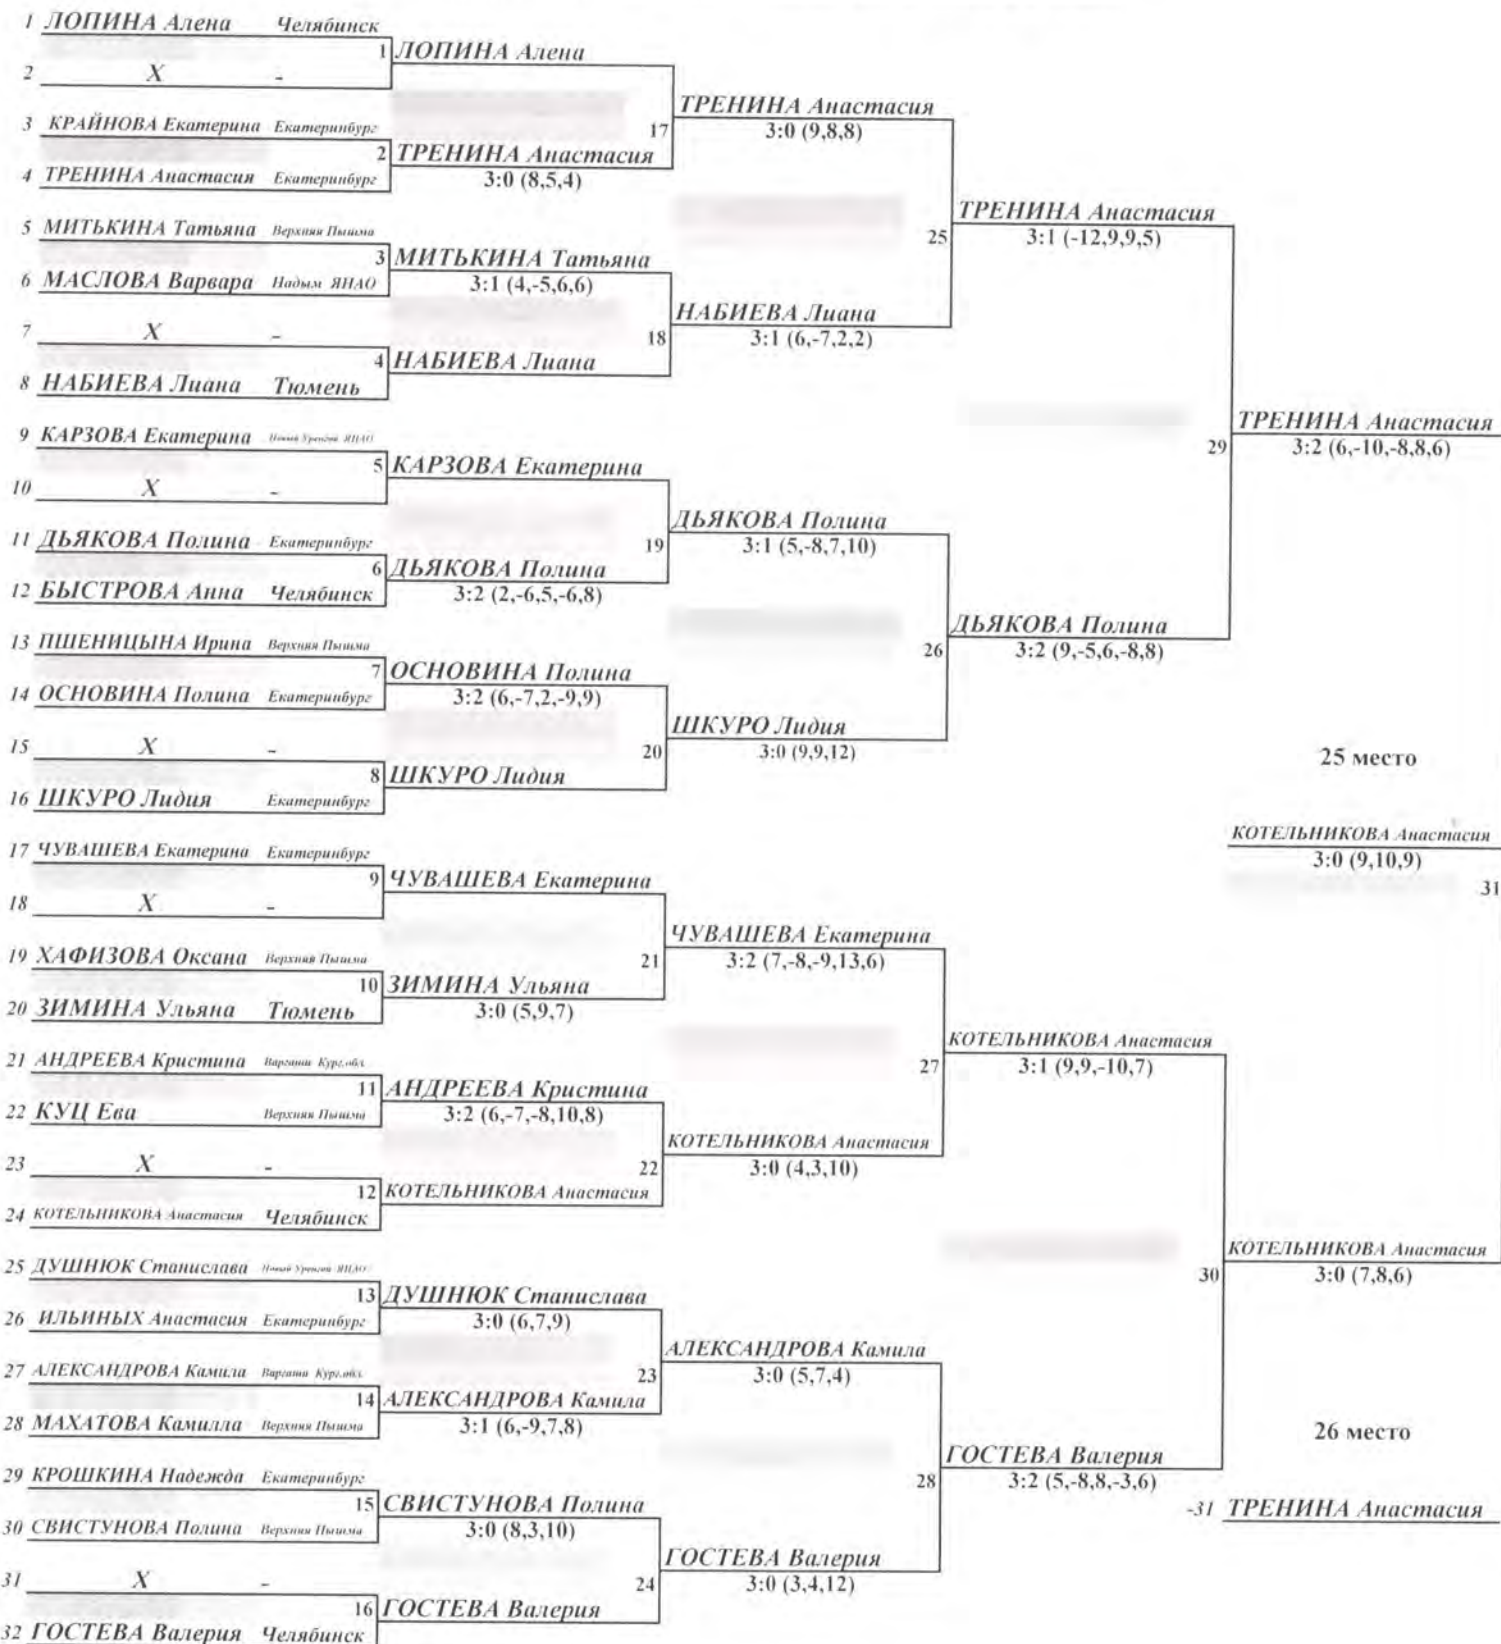 1 ЛОПИНА Алена Челябинск
1 ЛОПИНА Алена
2 X -
ТРЕНИНА Анастасия
3 КРАЙНОВА Екатерина Екатеринбург
17 3:0 (9,8,8)
2 ТРЕНИНА Анастасия
4 ТРЕНИНА Анастасия Екатеринбург
3:0 (8,5,4)
ТРЕНИНА Анастасия
5 МИТЬКИНА Татьяна Верхняя Пышма
25 3:1 (-12,9,9,5)
3 МИТЬКИНА Татьяна
6 МАСЛОВА Варвара Надым ЯНАО
3:1 (4,-5,6,6)
НАБИЕВА Лиана
7 X -
18 3:1 (6,-7,2,2)
4 НАБИЕВА Лиана
8 НАБИЕВА Лиана Тюмень
ТРЕНИНА Анастасия
9 КАРЗОВА Екатерина Новый Уренгой ЯНАО
29 3:2 (6,-10,-8,8,6)
5 КАРЗОВА Екатерина
10 X -
ДЬЯКОВА Полина
11 ДЬЯКОВА Полина Екатеринбург
19 3:1 (5,-8,7,10)
6 ДЬЯКОВА Полина
12 БЫСТРОВА Анна Челябинск
3:2 (2,-6,5,-6,8)
ДЬЯКОВА Полина
13 ПШЕНИЦЫНА Ирина Верхняя Пышма
26 3:2 (9,-5,6,-8,8)
7 ОСНОВИНА Полина
14 ОСНОВИНА Полина Екатеринбург
3:2 (6,-7,2,-9,9)
ШКУРО Лидия
15 X -
20 3:0 (9,9,12)
25 место
8 ШКУРО Лидия
16 ШКУРО Лидия Екатеринбург
КОТЕЛЬНИКОВА Анастасия
17 ЧУВАШЕВА Екатерина Екатеринбург
3:0 (9,10,9)
9 ЧУВАШЕВА Екатерина
31
18 X -
ЧУВАШЕВА Екатерина
19 ХАФИЗОВА Оксана Верхняя Пышма
21 3:2 (7,-8,-9,13,6)
10 ЗИМИНА Ульяна
20 ЗИМИНА Ульяна Тюмень
3:0 (5,9,7)
КОТЕЛЬНИКОВА Анастасия
21 АНДРЕЕВА Кристина Варгаши Кург.обл.
27 3:1 (9,9,-10,7)
11 АНДРЕЕВА Кристина
22 КУЦ Ева Верхняя Пышма
3:2 (6,-7,-8,10,8)
КОТЕЛЬНИКОВА Анастасия
23 X -
22 3:0 (4,3,10)
12 КОТЕЛЬНИКОВА Анастасия
24 КОТЕЛЬНИКОВА Анастасия Челябинск
КОТЕЛЬНИКОВА Анастасия
25 ДУШНЮК Станислава Новый Уренгой ЯНАО
30 3:0 (7,8,6)
13 ДУШНЮК Станислава
26 ИЛЬИНЫХ Анастасия Екатеринбург
3:0 (6,7,9)
АЛЕКСАНДРОВА Камила
27 АЛЕКСАНДРОВА Камила Варгаши Кург.обл.
23 3:0 (5,7,4)
14 АЛЕКСАНДРОВА Камила
28 МАХАТОВА Камилла Верхняя Пышма
3:1 (6,-9,7,8)
26 место
ГОСТЕВА Валерия
29 КРОШКИНА Надежда Екатеринбург
28 3:2 (5,-8,8,-3,6)
15 СВИСТУНОВА Полина
-31 ТРЕНИНА Анастасия
30 СВИСТУНОВА Полина Верхняя Пышма
3:0 (8,3,10)
ГОСТЕВА Валерия
31 X -
24 3:0 (3,4,12)
16 ГОСТЕВА Валерия
32 ГОСТЕВА Валерия Челябинск